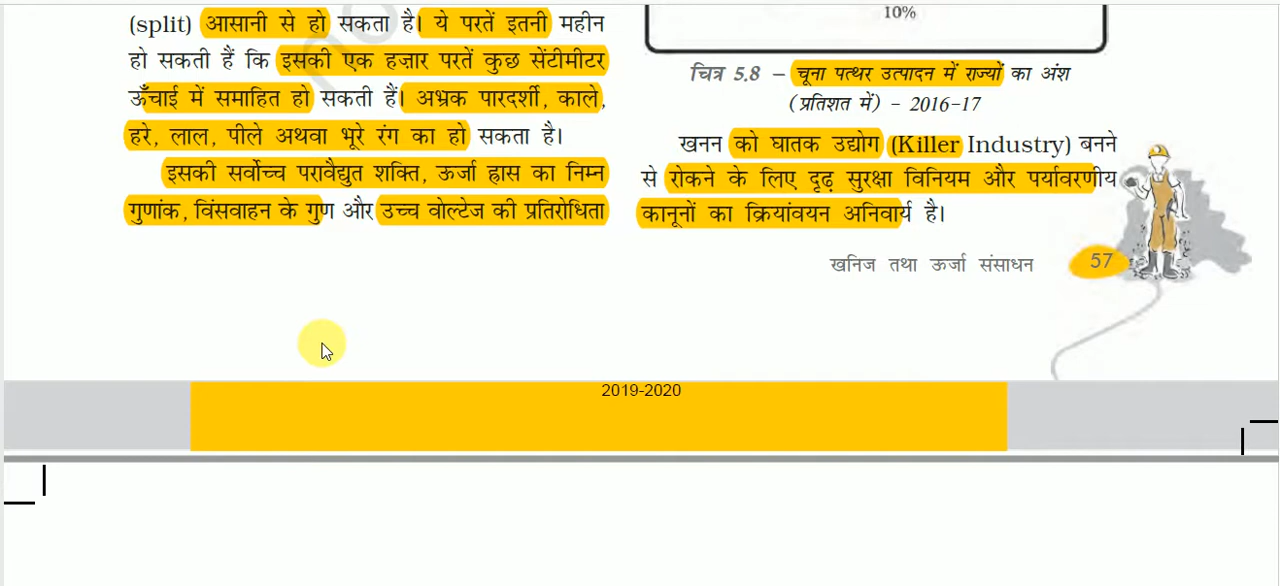 (split) आसानी से हो सकता है। ये परतें इतनी महीन
हो सकती हैं कि इसकी एक हज़ार परतें कुछ सेंटीमीटर
ऊँचाई में समाहित हो सकती हैं। अभ्रक पारदर्शी, काले,
हरे, लाल, पीले अथवा भूरे रंग का हो सकता है।
इसकी सर्वोच्च परावैद्युत शक्ति, ऊर्जा ह्रास का निम्न
गुणांक, विंसवाहन के गुण और उच्च वोल्टेज की प्रतिरोधिता
10%
चित्र 5.8 – चूना पत्थर उत्पादन में राज्यों का अंश
(प्रतिशत में) - 2016-17
खनन को घातक उद्योग (Killer Industry) बनने
से रोकने के लिए दृढ़ सुरक्षा विनियम और पर्यावरणीय
कानूनों का क्रियांवयन अनिवार्य है।
खनिज तथा ऊर्जा संसाधन 57
2019-2020